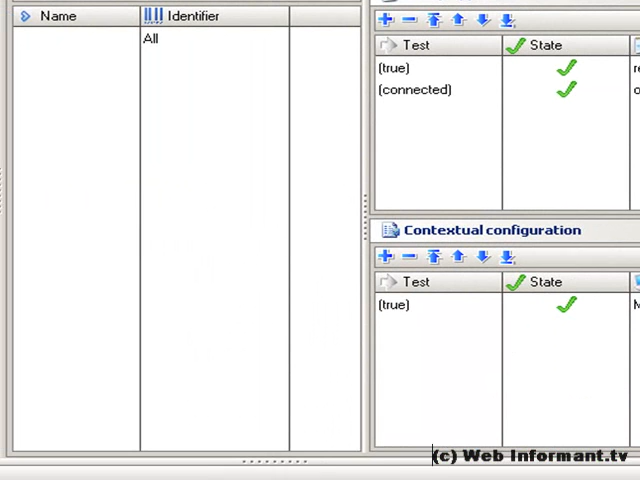 Name Identifier
All
Test State
(true)
(connected)
Contextual configuration
Test State
(true)
(c) Web Informant.tv